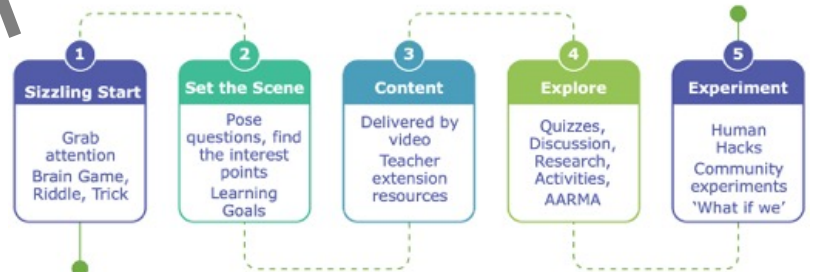 1
Sizzling Start
Grab
attention
Brain Game,
Riddle, Trick
2
Set the Scene
Pose
questions, find
the interest
points
Learning
Goals
3
Content
Delivered by
video
Teacher
extension
resources
4
Explore
Quizzes,
Discussion,
Research,
Activities,
AARMA
5
Experiment
Human
Hacks
Community
experiments
‘What if we’